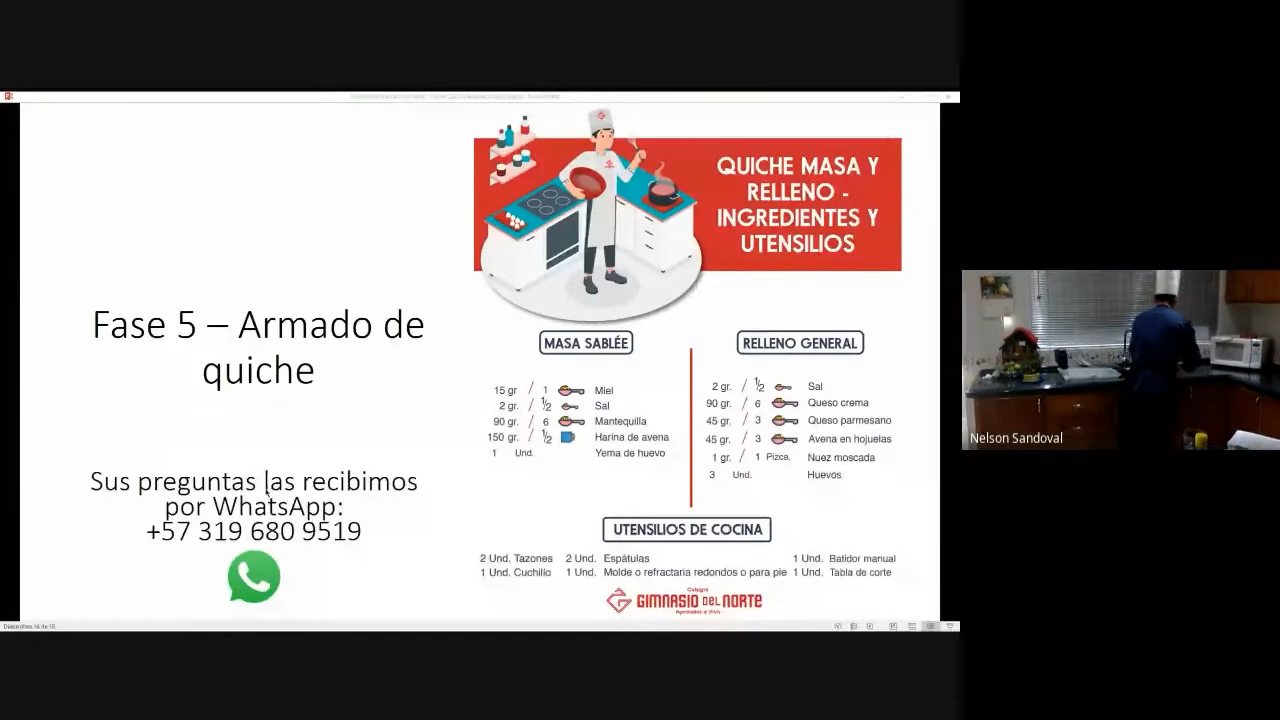 Fase 5 – Armado de
quiche
Sus preguntas las recibimos
por WhatsApp:
+57 319 680 9519
QUICHE MASA Y
RELLENO -
INGREDIENTES Y
UTENSILIOS
MASA SABLÉE
15 gr / 1 Miel
2 gr. / 1/2 Sal
90 gr. / 6 Mantequilla
150 gr. / 1/2 Harina de avena
1 Und. Yema de huevo
RELLENO GENERAL
2 gr. / 1/2 Sal
90 gr. / 6 Queso crema
45 gr. / 3 Queso parmesano
45 gr. / 3 Avena en hojuelas
1 gr. / 1 Pizca. Nuez moscada
3 Und. Huevos
UTENSILIOS DE COCINA
2 Und. Tazones 2 Und. Espátulas 1 Und. Batidor manual
1 Und. Cuchillo 1 Und. Molde o refractaria redondos o para pie 1 Und. Tabla de corte
Colegio
GIMNASIO DEL NORTE
Aprender a Vivir
Diapositiva 16 de 18
Nelson Sandoval